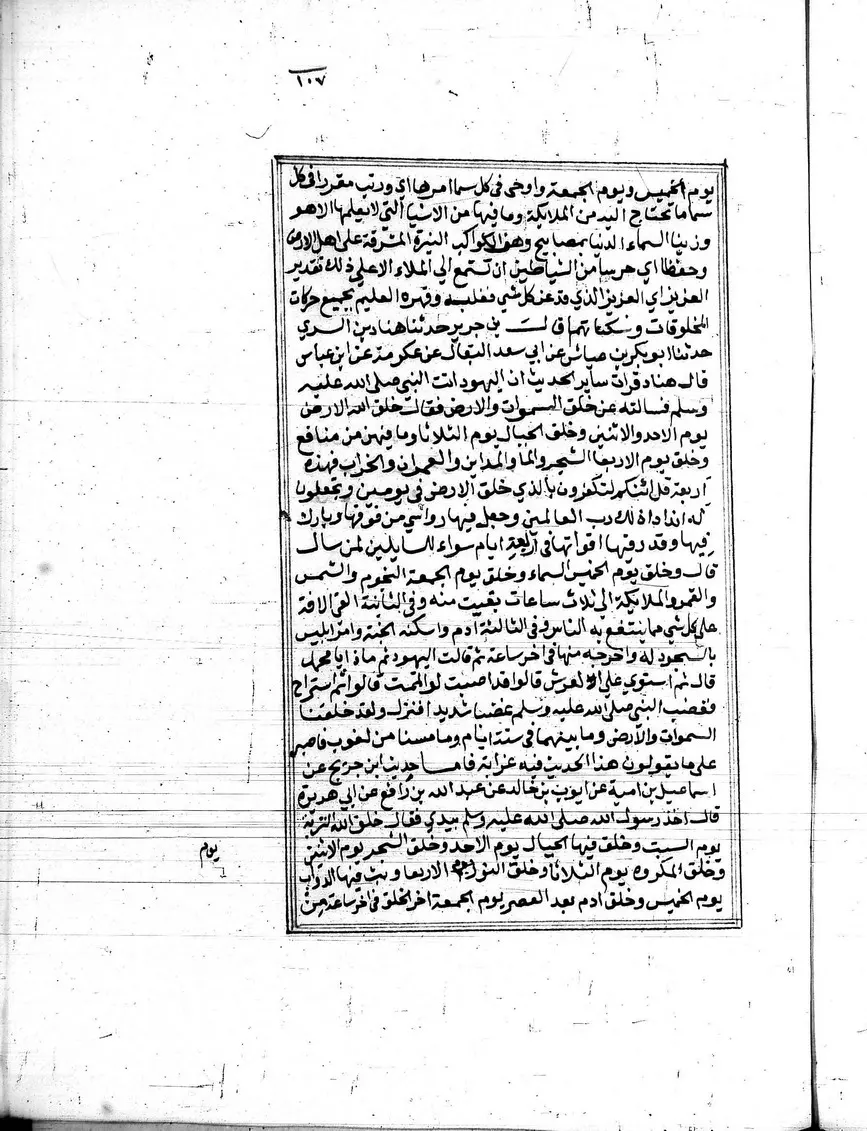 ١٠٧
يوم الخميس ويوم الجمعة واوحى في كل سما امرها اي ورتب مقررا في كل
سما ما تحتاج اليه من الملايكة وما فيها من الاشيا التي لا يعلمها الا هو
وزينا السماء الدنيا بمصابيح وهي الكواكب النيرة المشرقة على اهل الارض
وحفظا اي حرسا من الشياطين ان تستمع الي الملاء الاعلي ذلك تقدير
العزيز اي العزيز الذي قد عز كل شي فغلبه وقهره العليم بجميع حركات
المخلوقات وسكناتهم قال بن جرير حدثنا هناد بن السري
حدثنا ابو بكر بن عياش عن ابي سعد البقال عن عكرمة عن ابن عباس
قال هناد قرات ساير الحديث ان اليهود اتت النبي صلى الله عليه
وسلم فسالته عن خلق السموات والارض فقال خلق الله الارض
يوم الاحد والاثنين وخلق الجبال يوم الثلاثا وما فيهن من منافع
وخلق يوم الاربعا الشجر والما والمداين والعمران والخراب فهذه
اربعة قل ائنكم لتكفرون بالذي خلق الارض في يومين وتجعلون
له اندادا ذلك رب العالمين وجعل فيها رواسي من فوقها وبارك
فيها وقدر فيها اقواتها في اربعة ايام سواء للسايلين لمن سال
قال وخلق يوم الخميس السماء وخلق يوم الجمعة النجوم والشمس
والقمر والملايكة الي ثلاث ساعات بقيت منه وفي الثانية القي الافة
على كل شي مما ينتفع به الناس وفي الثالثة ادم واسكنه الجنة وامر ابليس
بالسجود له واخرجه منها في اخر ساعة ثم قالت اليهود ثم ماذا يا محمد
قال ثم استوي علي العرش قالوا قد اصبت لو اتممت قالوا ثم استراح
فغضب النبي صلى الله عليه وسلم غضبا شديدا فنزل ولقد خلقنا
السموات والارض وما بينهما في ستة ايام وما مسنا من لغوب فاصبر
على ما يقولون هذا الحديث فيه غرابة فاما حديث ابن جريج عن
اسماعيل بن امية عن ايوب بن خالد عن عبد الله بن رافع عن ابي هريرة
قال اخذ رسول الله صلى الله عليه وسلم بيدي فقال خلق الله التربة
يوم السبت وخلق فيها الجبال يوم الاحد وخلق الشجر يوم الاثنين
وخلق المكروه يوم الثلاثا وخلق النور يوم الاربعا وبث فيها الدواب
يوم الخميس وخلق ادم بعد العصر يوم الجمعة اخر الخلق في اخر ساعة من
يوم